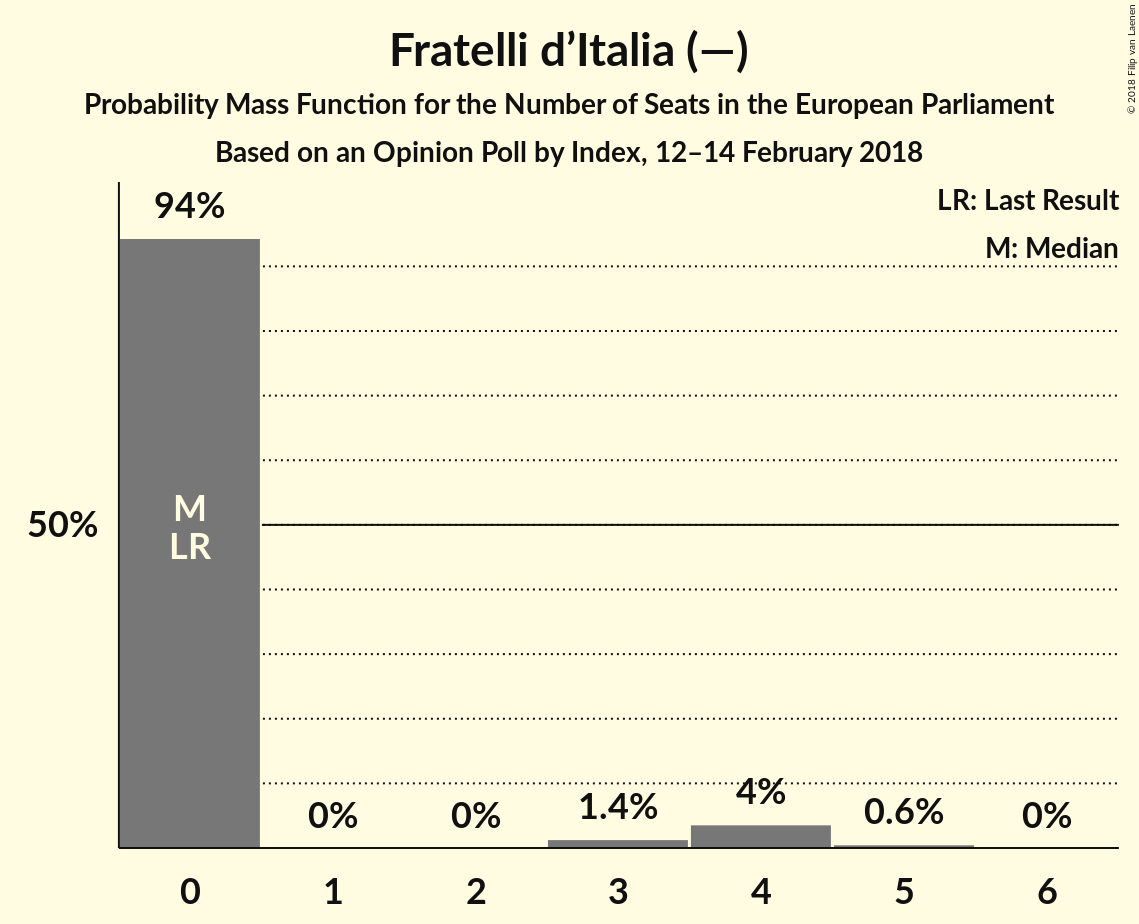 Fratelli d’Italia (—)
Probability Mass Function for the Number of Seats in the European Parliament
Based on an Opinion Poll by Index, 12–14 February 2018
© 2018 Filip van Laenen
LR: Last Result
M: Median
94%
50%
M
LR
0%
0%
1.4%
4%
0.6%
0%
0 1 2 3 4 5 6